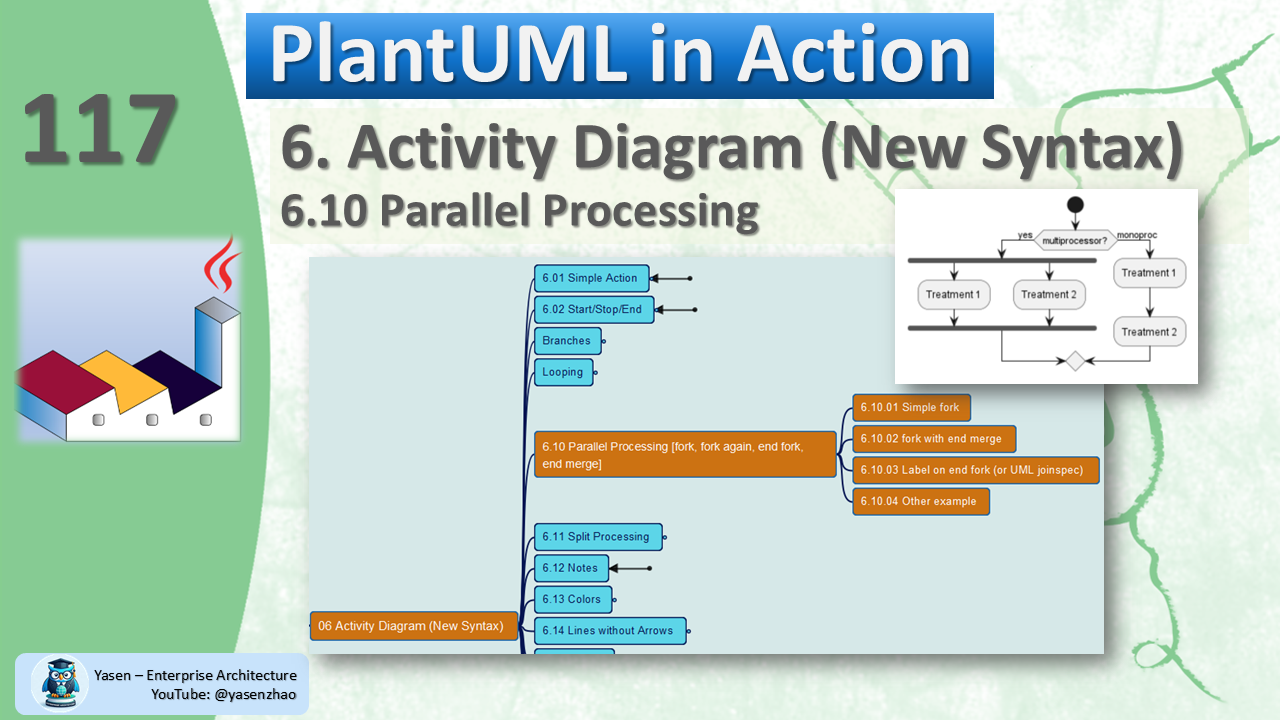 PlantUML in Action
117
6. Activity Diagram (New Syntax)
6.10 Parallel Processing
yes
multiprocessor?
monoproc
Treatment 1
Treatment 2
Treatment 1
Treatment 2
6.01 Simple Action
6.02 Start/Stop/End
Branches
Looping
6.10 Parallel Processing [fork, fork again, end fork,
end merge]
6.10.01 Simple fork
6.10.02 fork with end merge
6.10.03 Label on end fork (or UML joinspec)
6.10.04 Other example
6.11 Split Processing
6.12 Notes
6.13 Colors
6.14 Lines without Arrows
06 Activity Diagram (New Syntax)
Yasen – Enterprise Architecture
YouTube: @yasenzhao